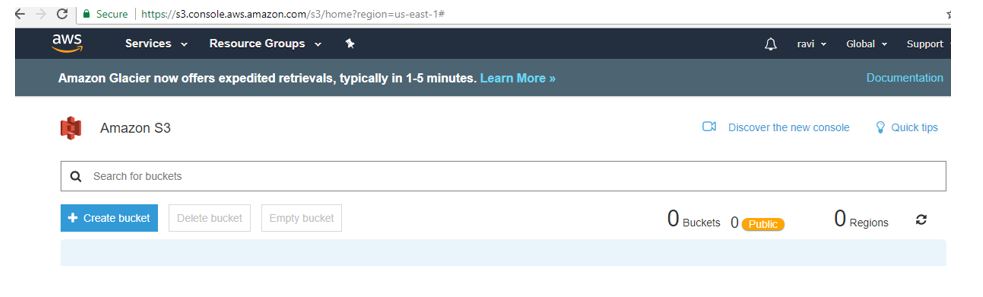 Secure https://s3.console.aws.amazon.com/s3/home?region=us-east-1#
aws Services Resource Groups ravi Global Support
Amazon Glacier now offers expedited retrievals, typically in 1-5 minutes. Learn More » Documentation
Amazon S3 Discover the new console Quick tips
Search for buckets
+ Create bucket Delete bucket Empty bucket 0 Buckets 0 Public 0 Regions